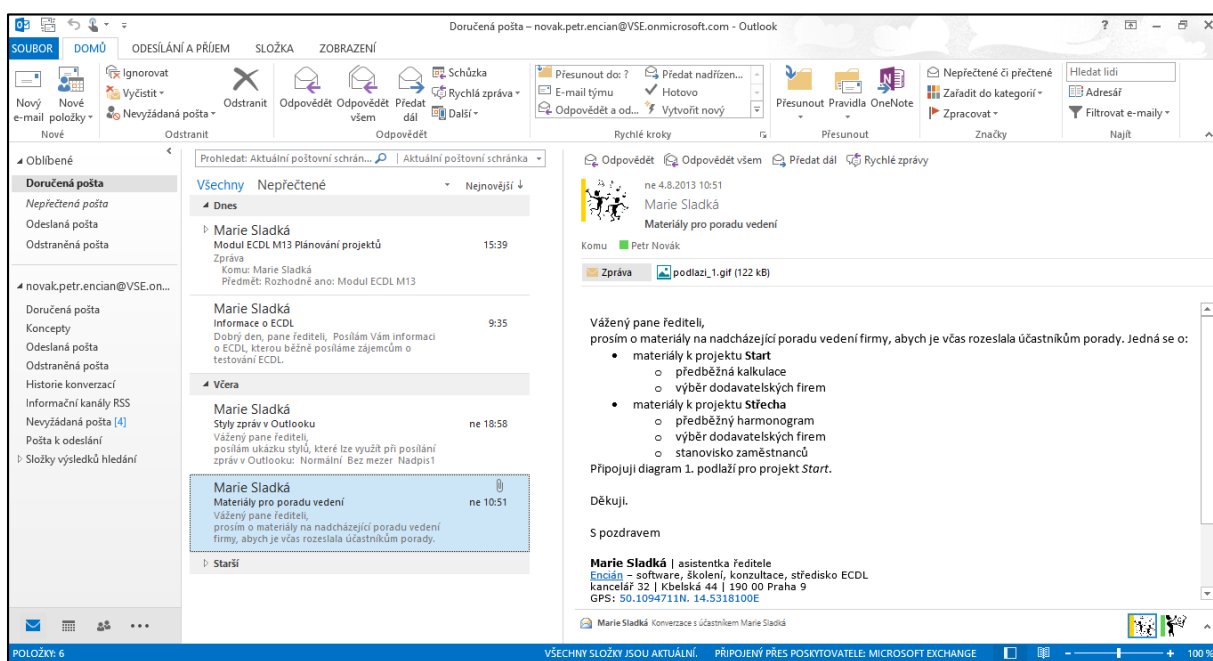 Doručená pošta – novak.petr.encian@VSE.onmicrosoft.com - Outlook
SOUBOR DOMŮ ODESÍLÁNÍ A PŘÍJEM SLOŽKA ZOBRAZENÍ
Nový e-mail
Nové položky
Nové
Ignorovat
Vyčistit
Nevyžádaná pošta
Odstranit
Odstranit
Odpovědět
Odpovědět všem
Předat dál
Schůzka
Rychlá zpráva
Další
Odpovědět
Přesunout do: ?
E-mail týmu
Odpovědět a od...
Předat nadřízen...
Hotovo
Vytvořit nový
Rychlé kroky
Přesunout
Pravidla
OneNote
Přesunout
Nepřečtené či přečtené
Zařadit do kategorií
Zpracovat
Značky
Hledat lidi
Adresář
Filtrovat e-maily
Najít
Oblíbené
Doručená pošta
Nepřečtená pošta
Odeslaná pošta
Odstraněná pošta
novak.petr.encian@VSE.on...
Doručená pošta
Koncepty
Odeslaná pošta
Odstraněná pošta
Historie konverzací
Informační kanály RSS
Nevyžádaná pošta [4]
Pošta k odeslání
Složky výsledků hledání
Prohledat: Aktuální poštovní schrán... Aktuální poštovní schránka
Všechny Nepřečtené Nejnovější ↓
Dnes
Marie Sladká
Modul ECDL M13 Plánování projektů 15:39
Zpráva
Komu: Marie Sladká
Předmět: Rozhodně ano: Modul ECDL M13
Marie Sladká
Informace o ECDL 9:35
Dobrý den, pane řediteli, Posílám Vám informaci
o ECDL, kterou běžně posíláme zájemcům o
testování ECDL.
Včera
Marie Sladká
Styly zpráv v Outlooku ne 18:58
Vážený pane řediteli,
posílám ukázku stylů, které lze využít při posílání
zpráv v Outlooku: Normální Bez mezer Nadpis1
Marie Sladká
Materiály pro poradu vedení ne 10:51
Vážený pane řediteli,
prosím o materiály na nadcházející poradu vedení
firmy, abych je včas rozeslala účastníkům porady.
Starší
Odpovědět Odpovědět všem Předat dál Rychlé zprávy
ne 4.8.2013 10:51
Marie Sladká
Materiály pro poradu vedení
Komu Petr Novák
Zpráva podlazi_1.gif (122 kB)
Vážený pane řediteli,
prosím o materiály na nadcházející poradu vedení firmy, abych je včas rozeslala účastníkům porady. Jedná se o:
• materiály k projektu Start
o předběžná kalkulace
o výběr dodavatelských firem
• materiály k projektu Střecha
o předběžný harmonogram
o výběr dodavatelských firem
o stanovisko zaměstnanců
Připojuji diagram 1. podlaží pro projekt Start.
Děkuji.
S pozdravem
Marie Sladká | asistentka ředitele
Encián – software, školení, konzultace, středisko ECDL
kancelář 32 | Kbelská 44 | 190 00 Praha 9
GPS: 50.1094711N, 14.5318100E
Marie Sladká Konverzace s účastníkem Marie Sladká
POLOŽKY: 6 VŠECHNY SLOŽKY JSOU AKTUÁLNÍ. PŘIPOJENÝ PŘES POSKYTOVATELE: MICROSOFT EXCHANGE 100 %